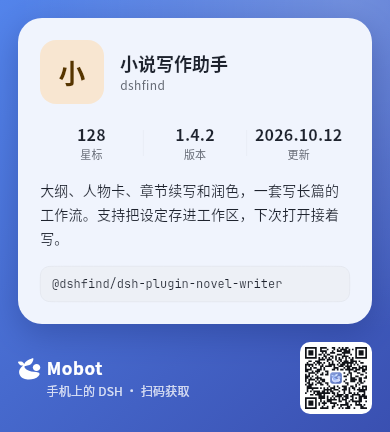 小
小说写作助手
dshfind
128
星标
1.4.2
版本
2026.10.12
更新
大纲、人物卡、章节续写和润色，一套写长篇的
工作流。支持把设定存进工作区，下次打开接着
写。
@dshfind/dsh-plugin-novel-writer
Mobot
手机上的 DSH · 扫码获取